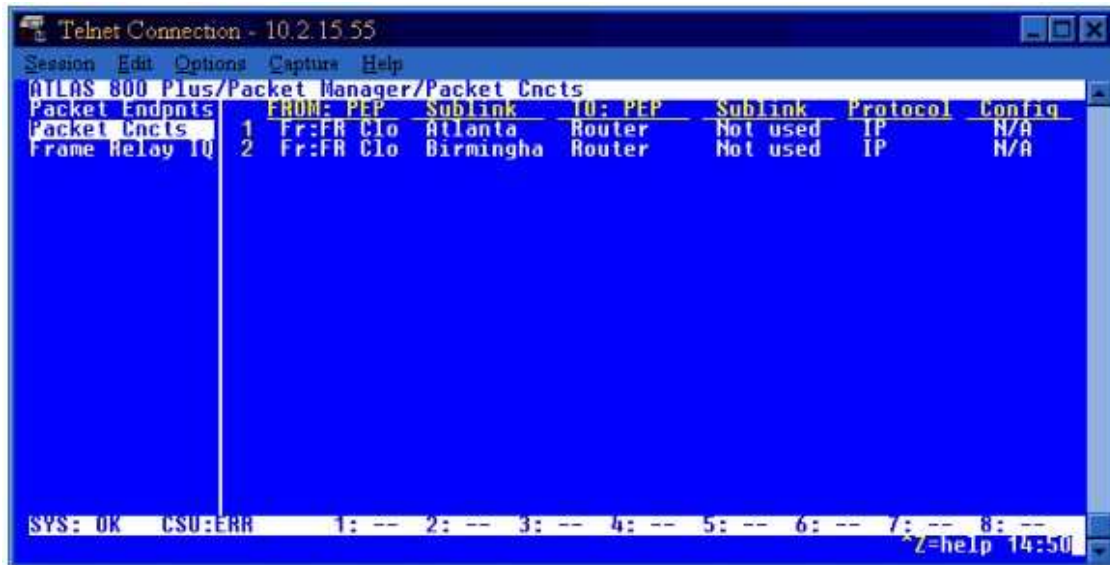 Telnet Connection - 10.2.15.55
Session Edit Options Capture Help
ATLAS 800 Plus/Packet Manager/Packet Cncts
Packet Endpnts FROM: PEP Sublink TO: PEP Sublink Protocol Config
Packet Cncts 1 Fr:FR Clo Atlanta Router Not used IP N/A
Frame Relay IQ 2 Fr:FR Clo Birmingha Router Not used IP N/A
SYS: OK CSU:ERR 1: -- 2: -- 3: -- 4: -- 5: -- 6: -- 7: -- 8: --
^Z=help 14:50